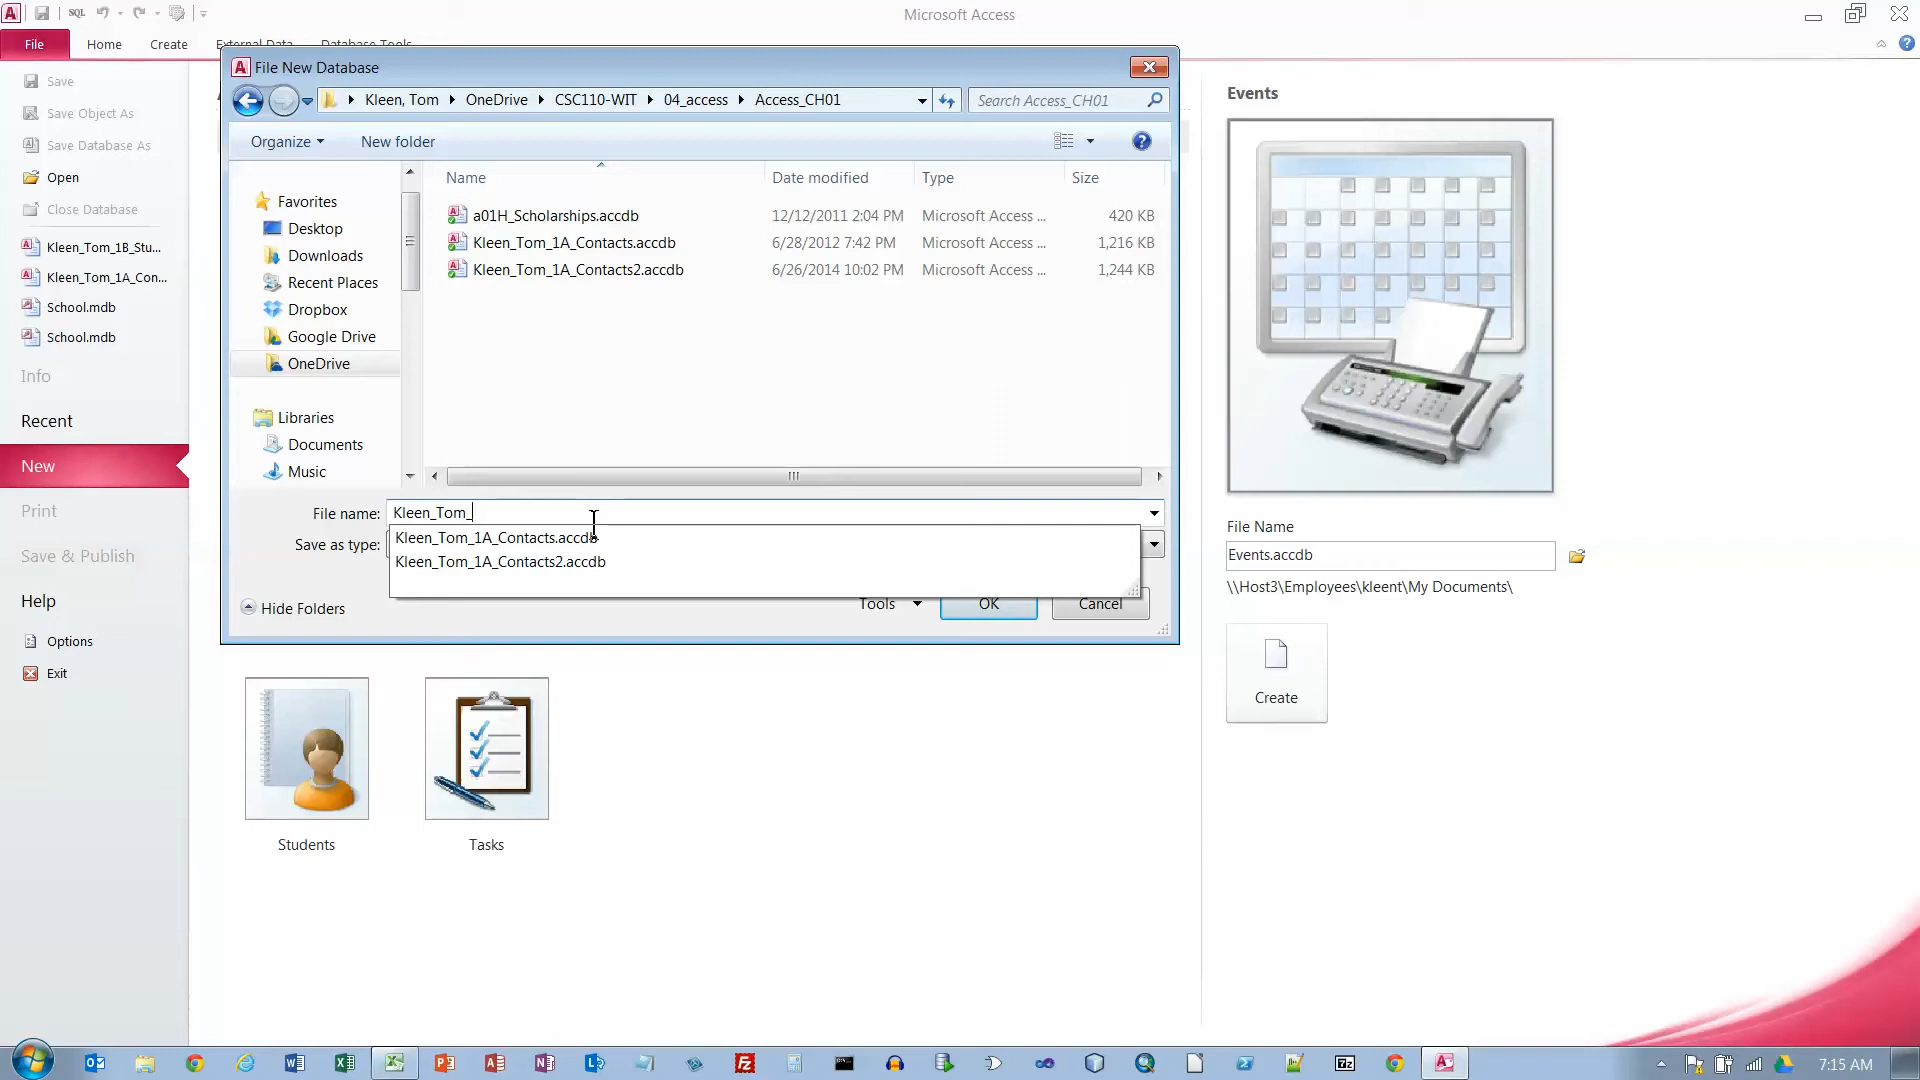 SQL
Microsoft Access
File
Home
Create
External Data
Database Tools
Save
Save Object As
Save Database As
Open
Close Database
Kleen_Tom_1B_Stu...
Kleen_Tom_1A_Con...
School.mdb
School.mdb
Info
Recent
New
Print
Save & Publish
Help
Options
Exit
File New Database
Kleen, Tom
OneDrive
CSC110-WIT
04_access
Access_CH01
Search Access_CH01
Organize
New folder
Name
Date modified
Type
Size
Favorites
Desktop
Downloads
Recent Places
Dropbox
Google Drive
OneDrive
Libraries
Documents
Music
a01H_Scholarships.accdb 12/12/2011 2:04 PM Microsoft Access ... 420 KB
Kleen_Tom_1A_Contacts.accdb 6/28/2012 7:42 PM Microsoft Access ... 1,216 KB
Kleen_Tom_1A_Contacts2.accdb 6/26/2014 10:02 PM Microsoft Access ... 1,244 KB
File name: Kleen_Tom_
Save as type:
Kleen_Tom_1A_Contacts.accdb
Kleen_Tom_1A_Contacts2.accdb
Hide Folders
Tools
OK
Cancel
Students
Tasks
Events
File Name
Events.accdb
\\Host3\Employees\kleent\My Documents\
Create
7:15 AM